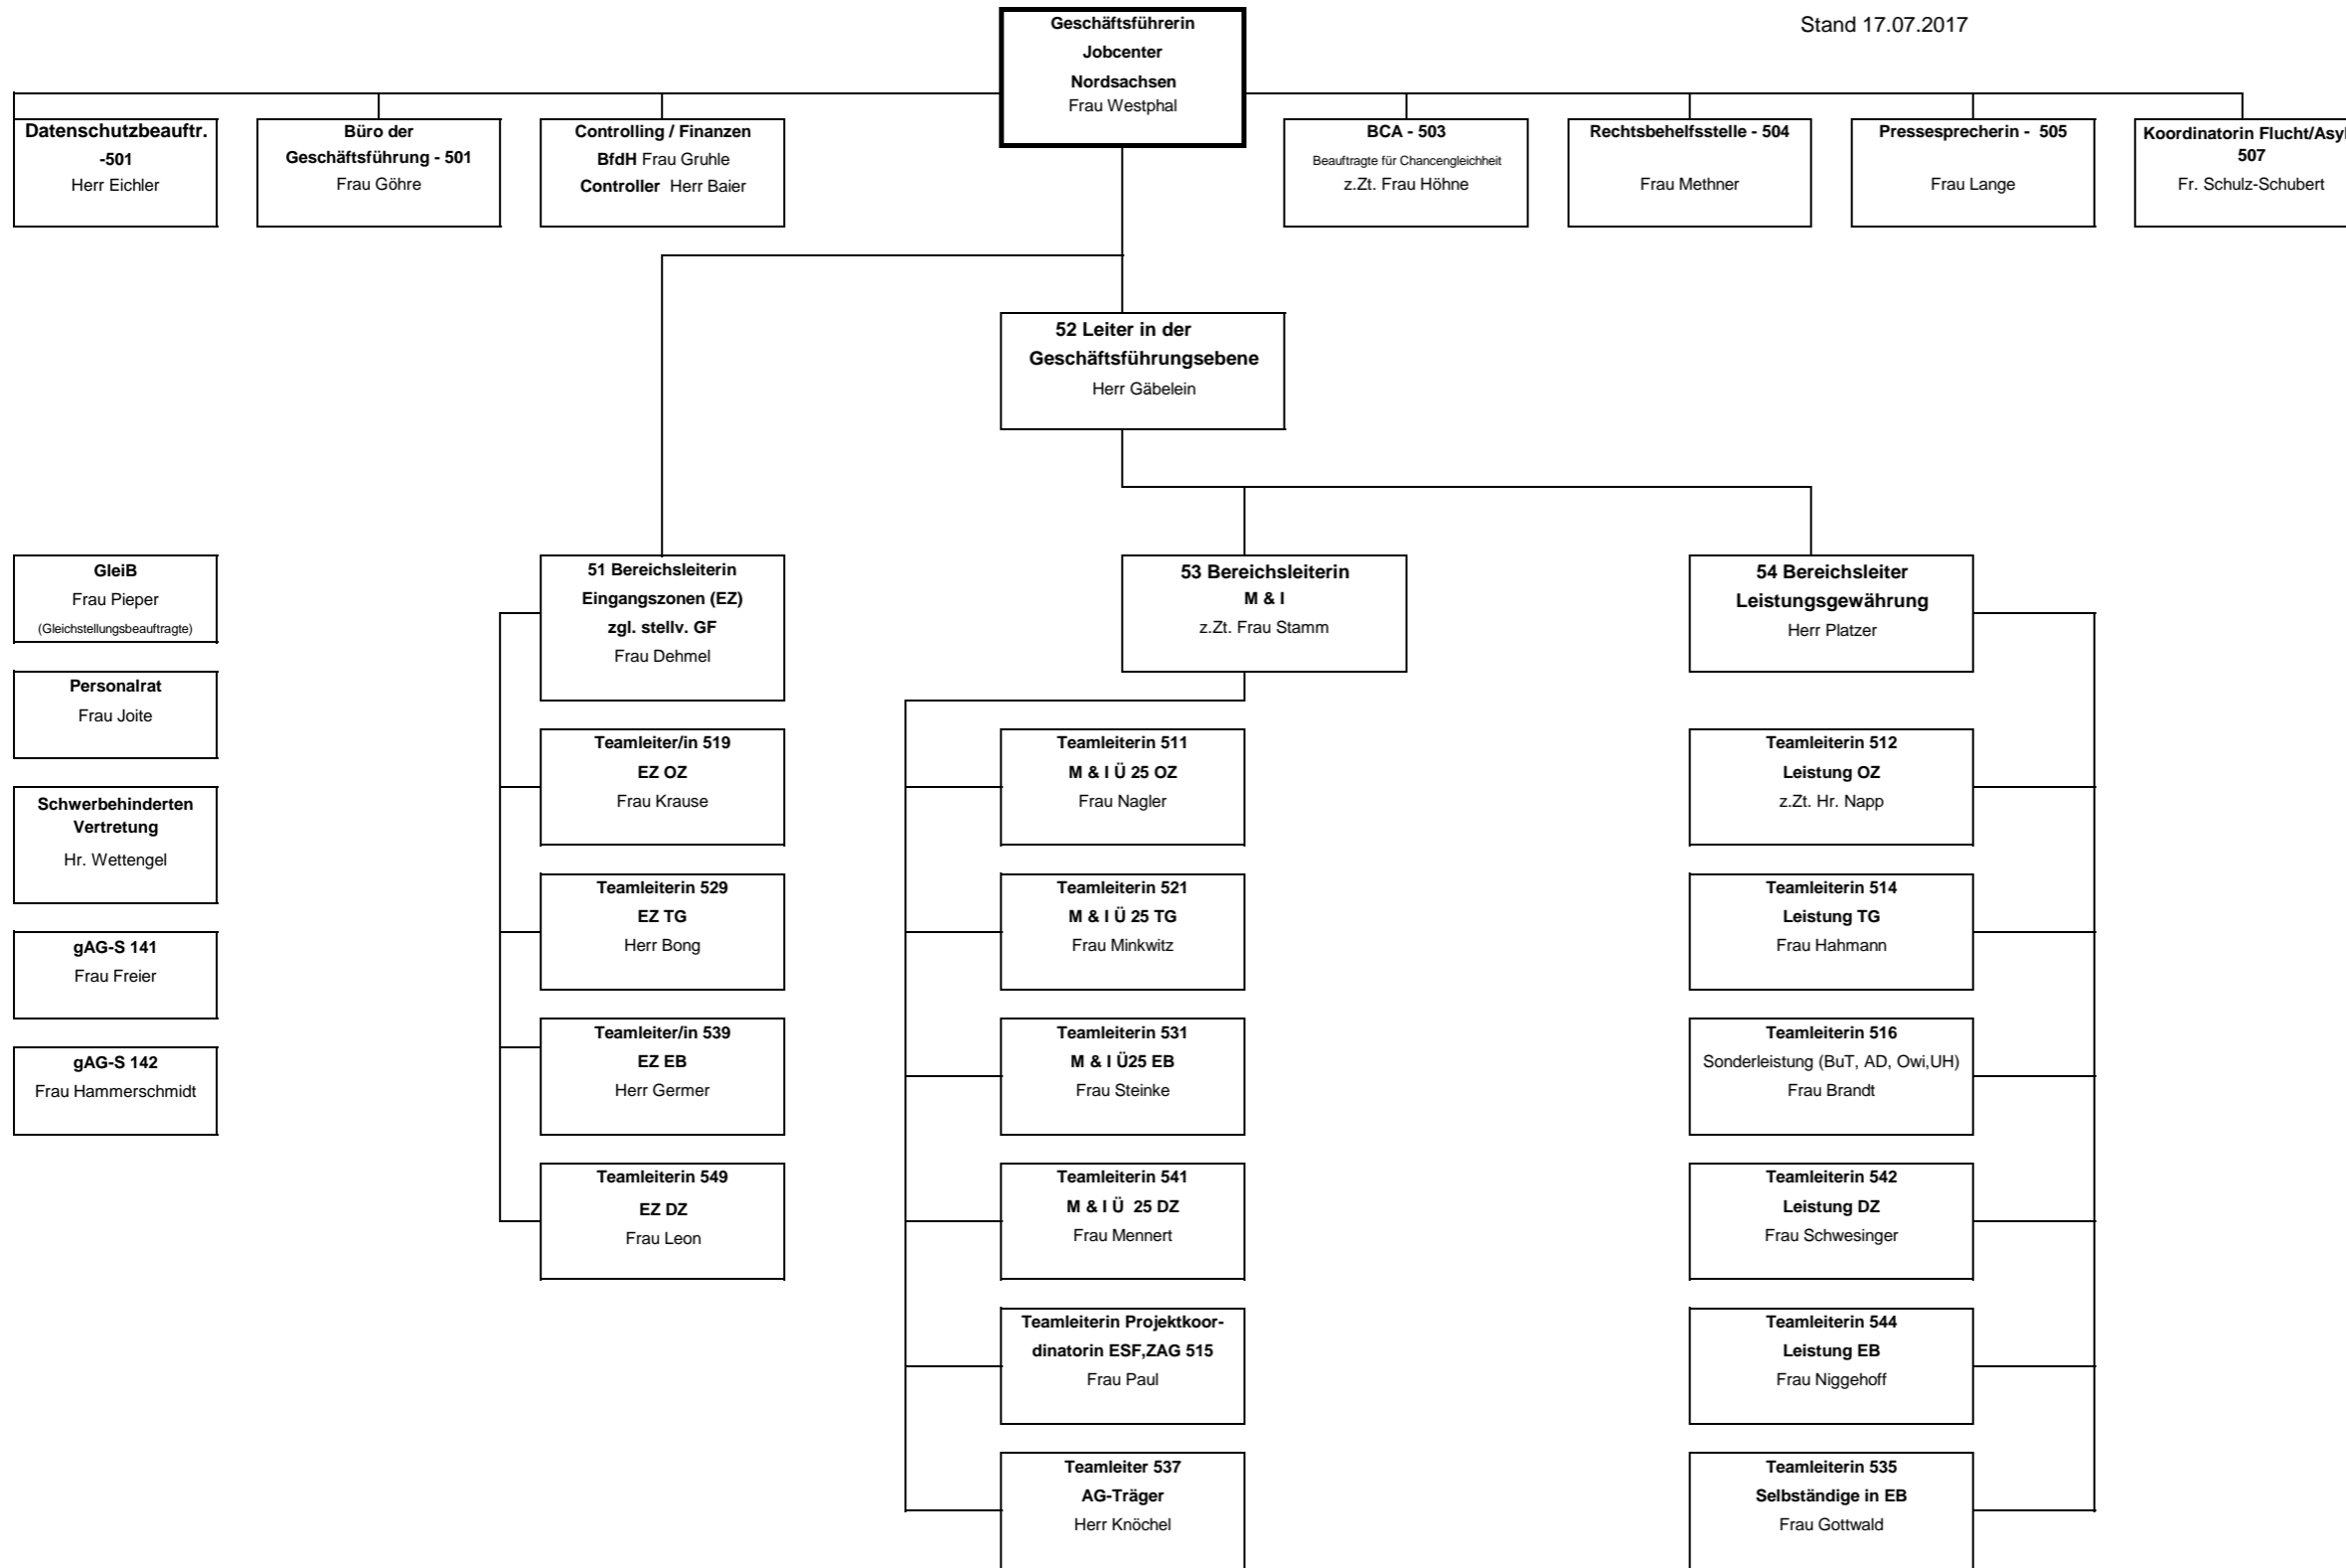 Geschäftsführerin
Jobcenter
Nordsachsen
Frau Westphal
Stand 17.07.2017
Datenschutzbeauftr.
-501
Herr Eichler
Büro der
Geschäftsführung - 501
Frau Göhre
Controlling / Finanzen
BfdH Frau Gruhle
Controller Herr Baier
BCA - 503
Beauftragte für Chancengleichheit
z.Zt. Frau Höhne
Rechtsbehelfsstelle - 504
Frau Methner
Pressesprecherin - 505
Frau Lange
Koordinatorin Flucht/Asyl
507
Fr. Schulz-Schubert
52 Leiter in der
Geschäftsführungsebene
Herr Gäbelein
GleiB
Frau Pieper
(Gleichstellungsbeauftragte)
Personalrat
Frau Joite
Schwerbehinderten
Vertretung
Hr. Wettengel
gAG-S 141
Frau Freier
gAG-S 142
Frau Hammerschmidt
51 Bereichsleiterin
Eingangszonen (EZ)
zgl. stellv. GF
Frau Dehmel
Teamleiter/in 519
EZ OZ
Frau Krause
Teamleiterin 529
EZ TG
Herr Bong
Teamleiter/in 539
EZ EB
Herr Germer
Teamleiterin 549
EZ DZ
Frau Leon
53 Bereichsleiterin
M & I
z.Zt. Frau Stamm
Teamleiterin 511
M & I Ü 25 OZ
Frau Nagler
Teamleiterin 521
M & I Ü 25 TG
Frau Minkwitz
Teamleiterin 531
M & I Ü25 EB
Frau Steinke
Teamleiterin 541
M & I Ü 25 DZ
Frau Mennert
Teamleiterin Projektkoor-
dinatorin ESF,ZAG 515
Frau Paul
Teamleiter 537
AG-Träger
Herr Knöchel
54 Bereichsleiter
Leistungsgewährung
Herr Platzer
Teamleiterin 512
Leistung OZ
z.Zt. Hr. Napp
Teamleiterin 514
Leistung TG
Frau Hahmann
Teamleiterin 516
Sonderleistung (BuT, AD, Owi,UH)
Frau Brandt
Teamleiterin 542
Leistung DZ
Frau Schwesinger
Teamleiterin 544
Leistung EB
Frau Niggehoff
Teamleiterin 535
Selbständige in EB
Frau Gottwald